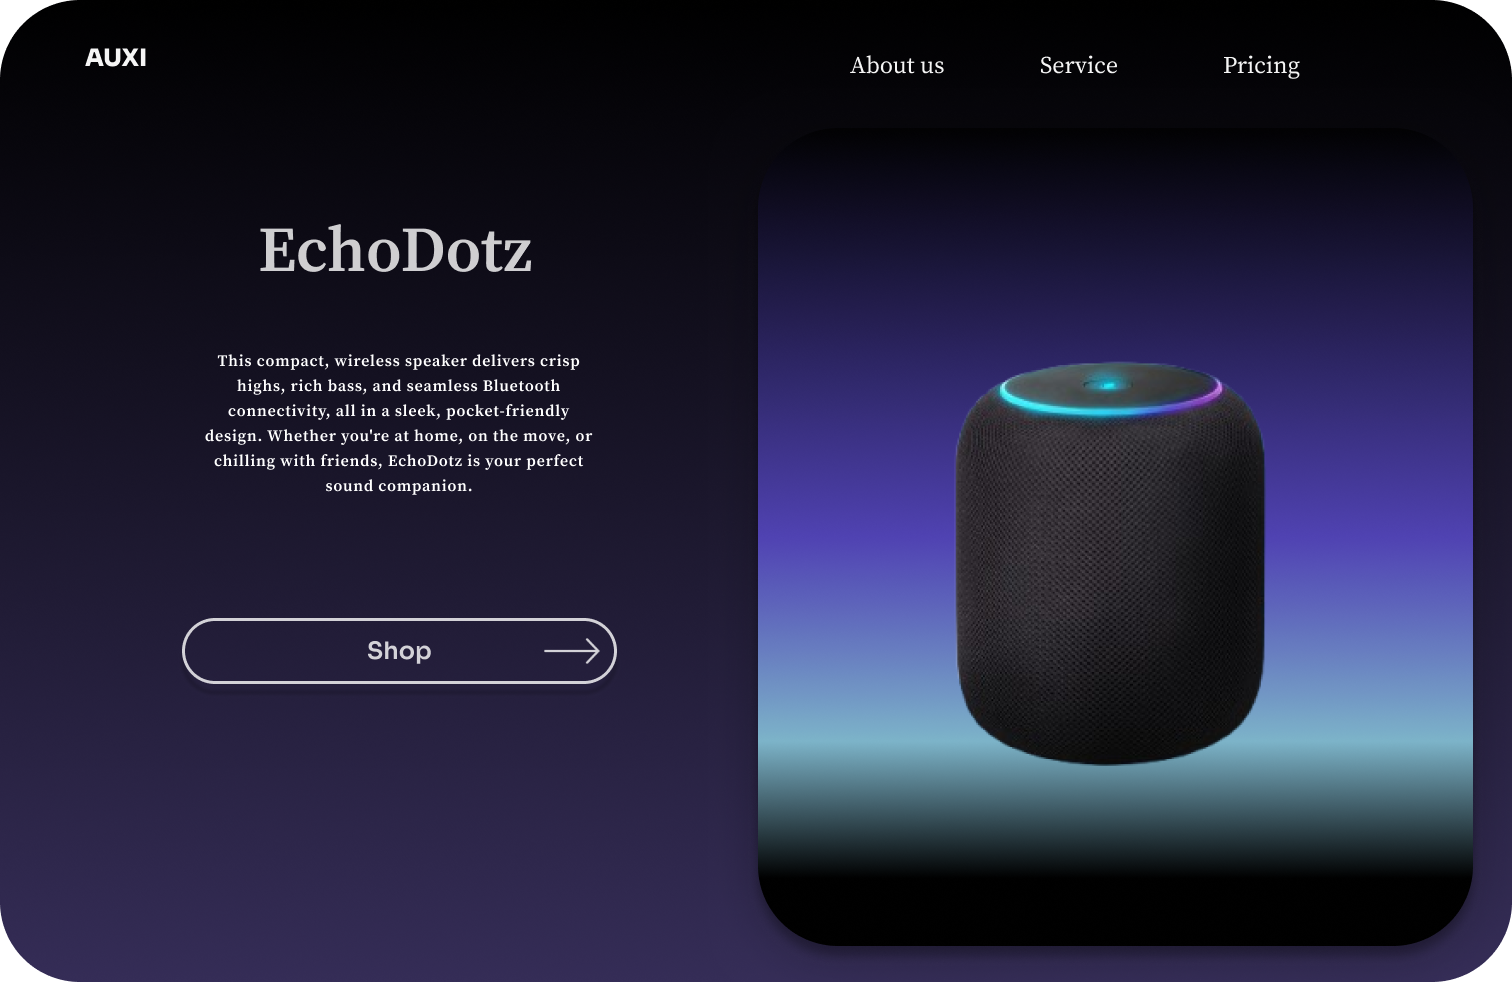 AUXI
About us
Service
Pricing
EchoDotz
This compact, wireless speaker delivers crisp
highs, rich bass, and seamless Bluetooth
connectivity, all in a sleek, pocket-friendly
design. Whether you're at home, on the move, or
chilling with friends, EchoDotz is your perfect
sound companion.
Shop